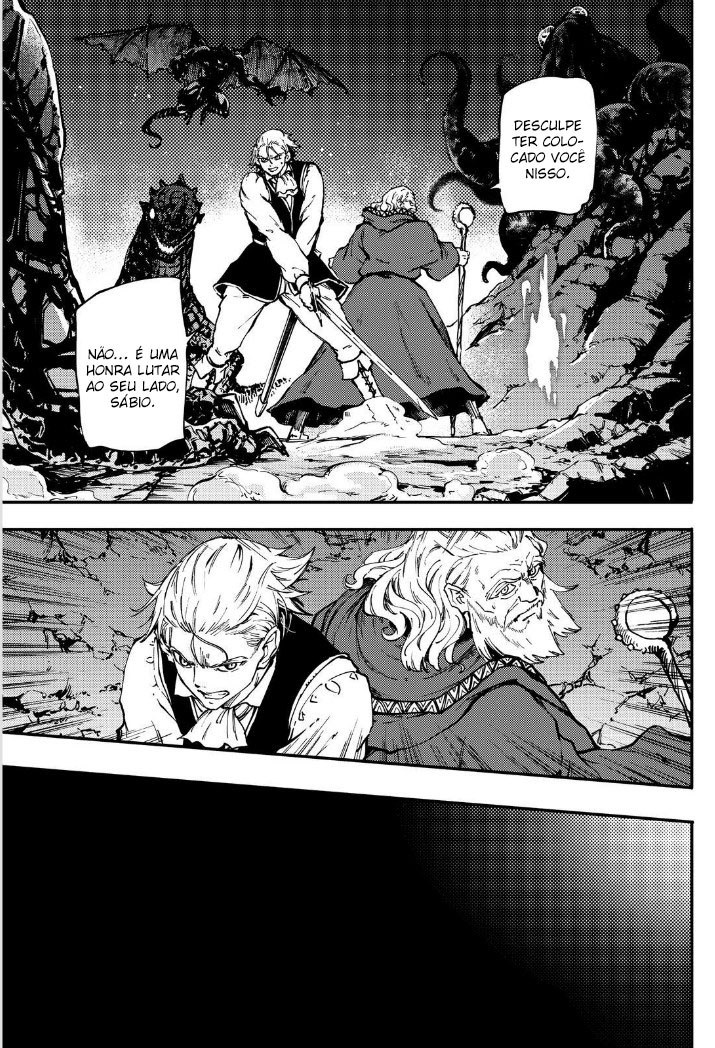 DESCULPE
TER COLO-
CADO VOCÊ
NISSO.
NÃO... É UMA
HONRA LUTAR
AO SEU LADO,
SÁBIO.